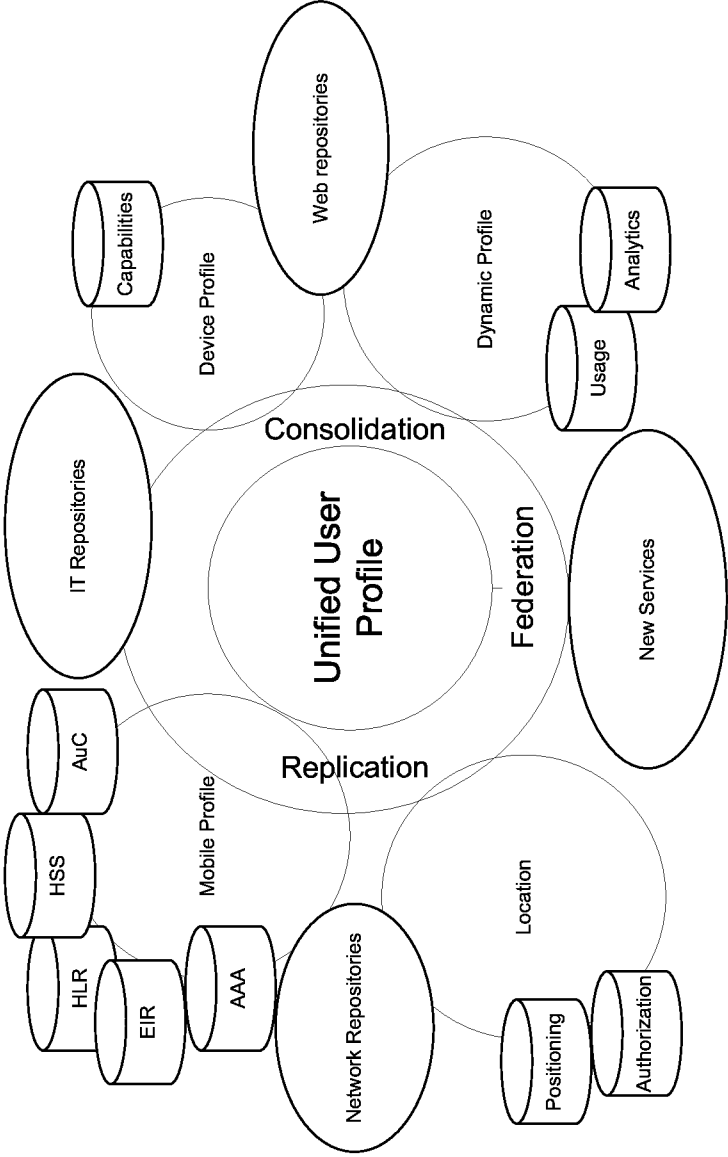 HSS
AuC
IT Repositories
Capabilities
HLR
EIR
AAA
Mobile Profile
Device Profile
Web repositories
Network Repositories
Replication
Unified User
Profile
Consolidation
Federation
Location
Dynamic Profile
Positioning
Authorization
New Services
Usage
Analytics